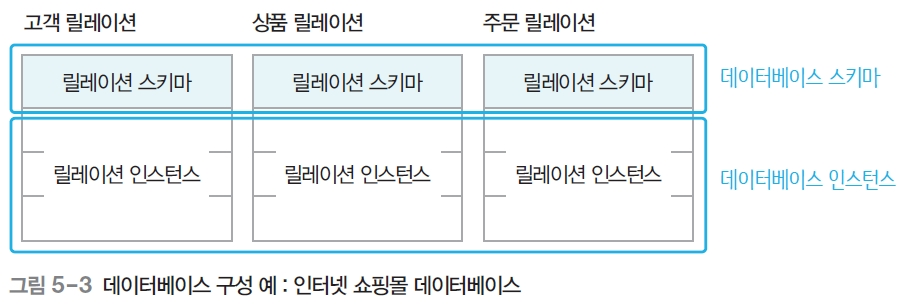 고객 릴레이션 상품 릴레이션 주문 릴레이션
릴레이션 스키마 릴레이션 스키마 릴레이션 스키마 데이터베이스 스키마
릴레이션 인스턴스 릴레이션 인스턴스 릴레이션 인스턴스 데이터베이스 인스턴스
그림 5-3 데이터베이스 구성 예 : 인터넷 쇼핑몰 데이터베이스